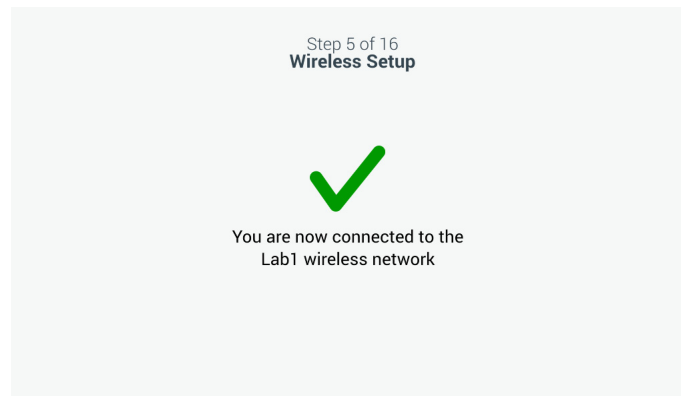 Step 5 of 16
Wireless Setup
You are now connected to the
Lab1 wireless network